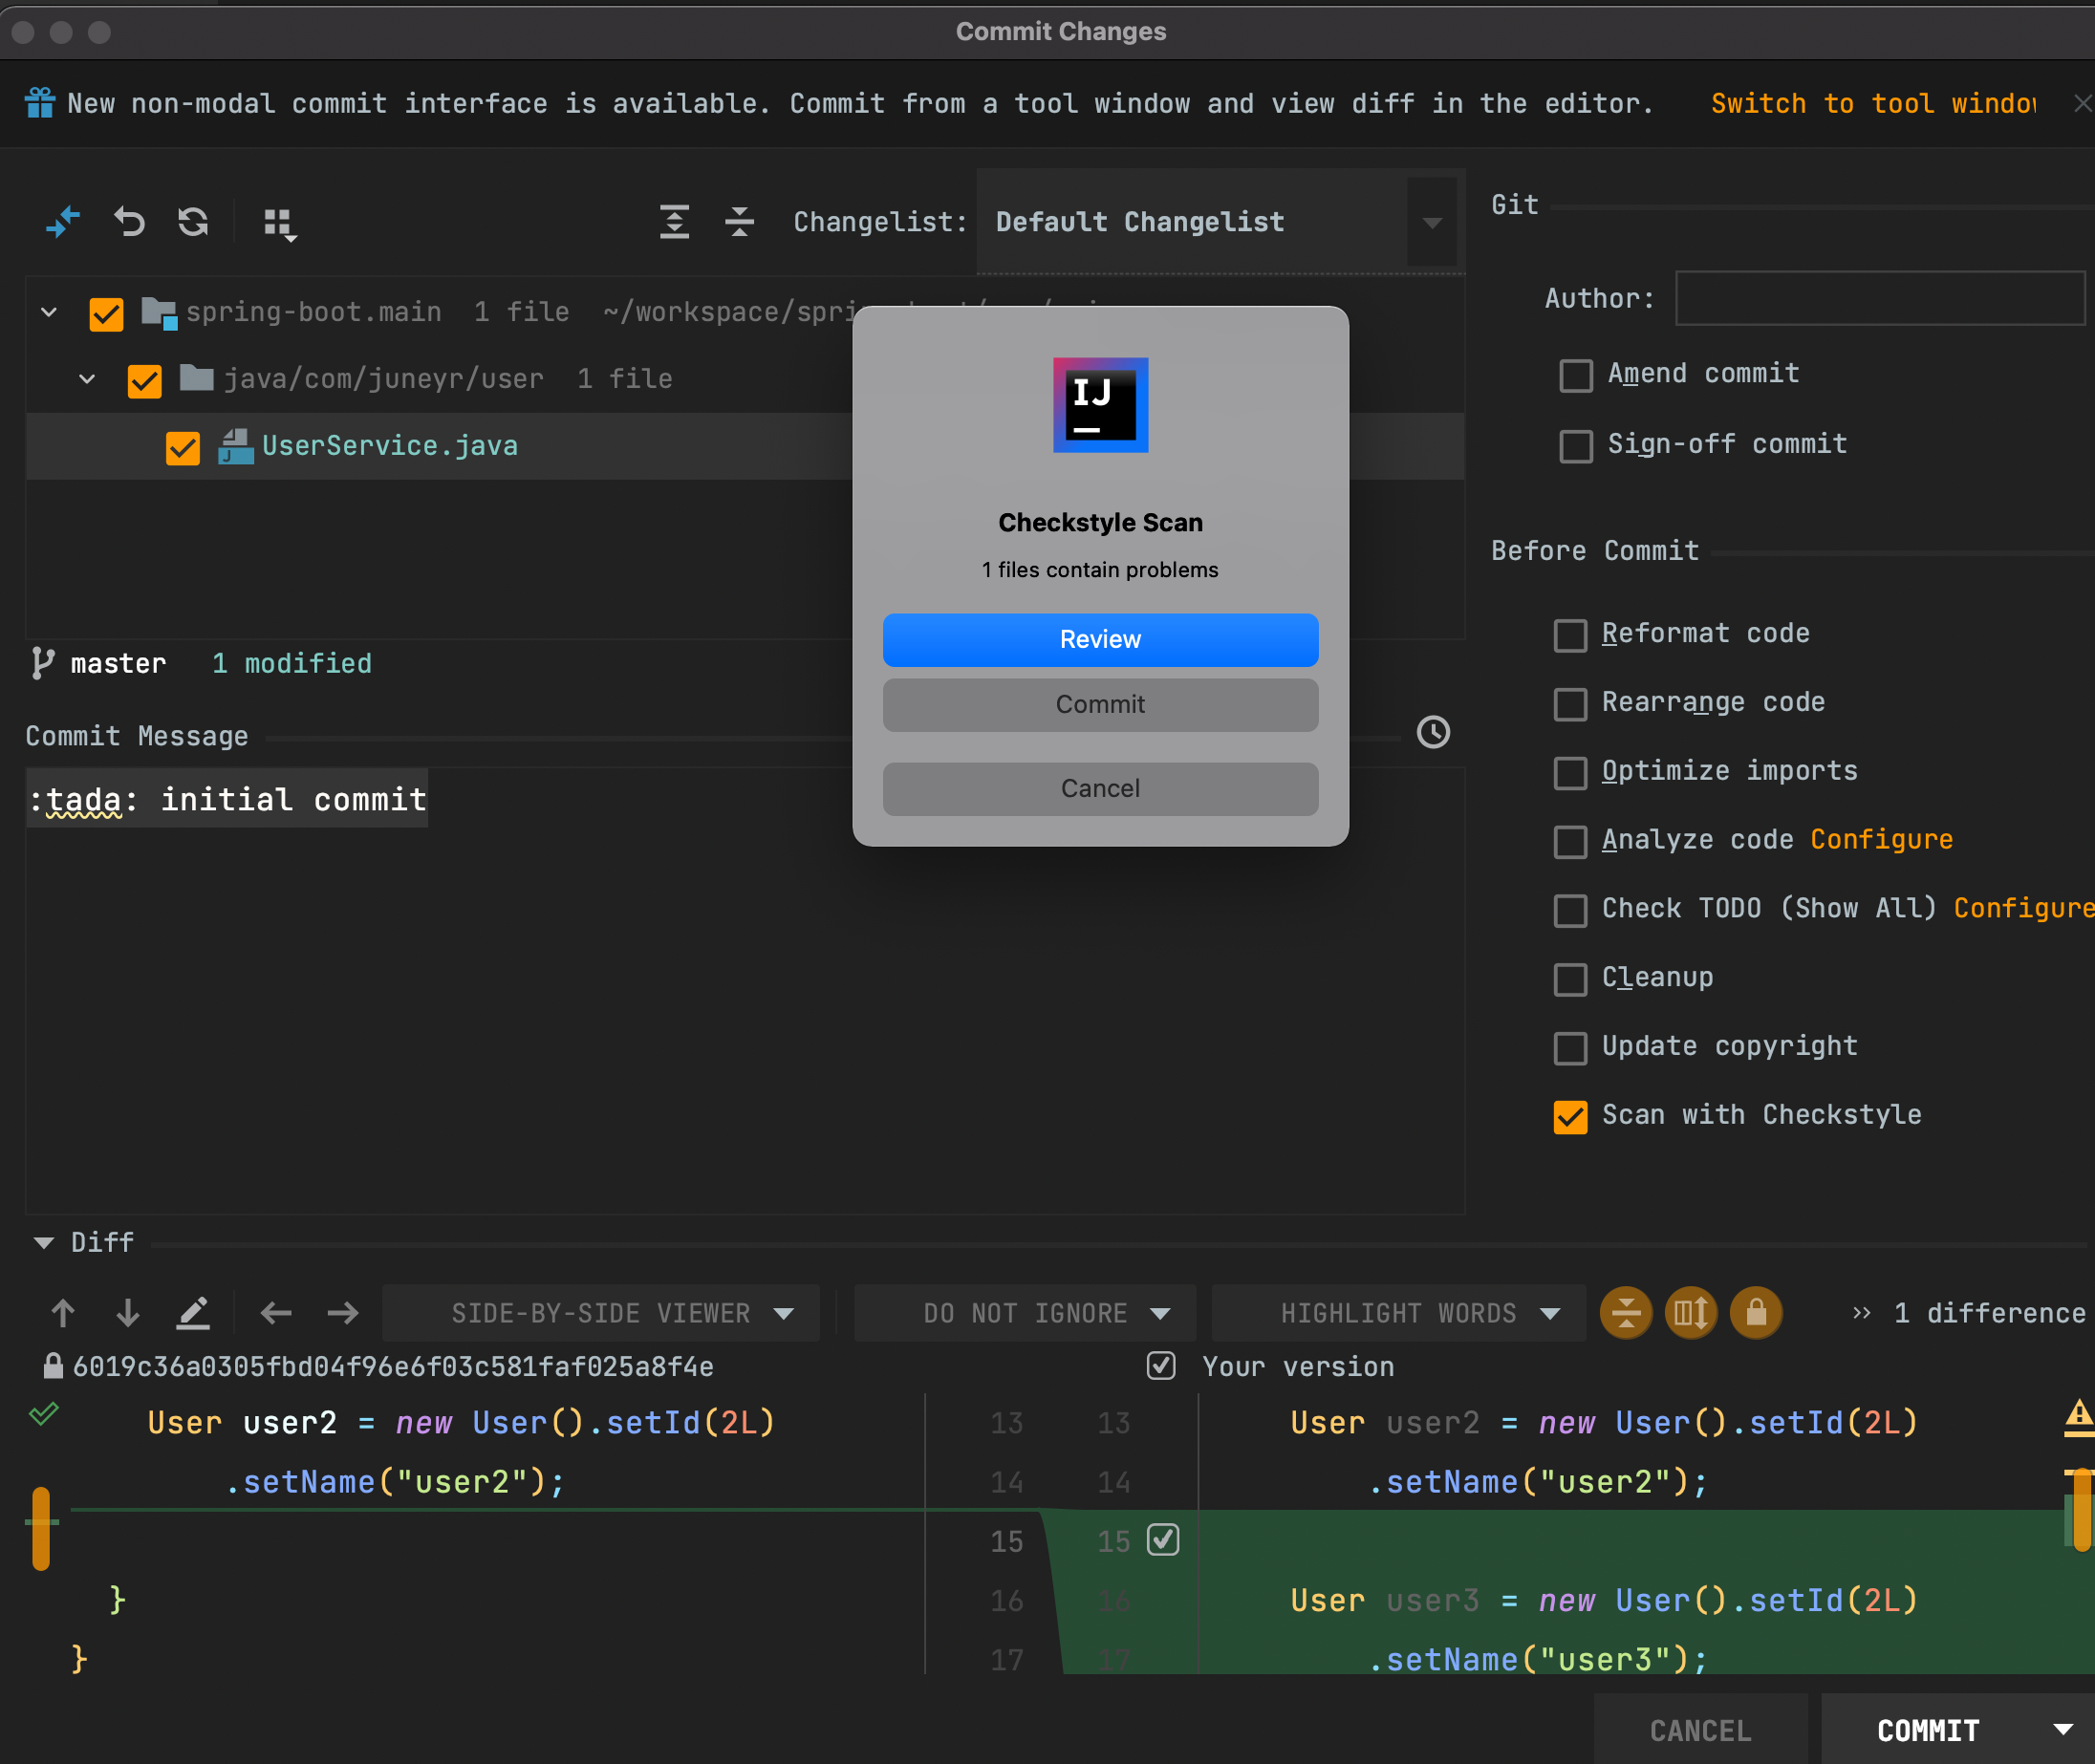 Commit Changes
New non-modal commit interface is available. Commit from a tool window and view diff in the editor. Switch to tool window
Changelist: Default Changelist
spring-boot.main 1 file
java/com/juneyr/user 1 file
UserService.java
master 1 modified
Commit Message
:tada: initial commit
IJ
Checkstyle Scan
1 files contain problems
Review
Commit
Cancel
Git
Author:
Amend commit
Sign-off commit
Before Commit
Reformat code
Rearrange code
Optimize imports
Analyze code Configure
Check TODO (Show All) Configure
Cleanup
Update copyright
Scan with Checkstyle
Diff
SIDE-BY-SIDE VIEWER DO NOT IGNORE HIGHLIGHT WORDS >> 1 difference
6019c36a0305fbd04f96e6f03c581faf025a8f4e Your version
User user2 = new User().setId(2L) 13 13 User user2 = new User().setId(2L)
.setName("user2"); 14 14 .setName("user2");
15 15
} 16 16 User user3 = new User().setId(2L)
} 17 17 .setName("user3");
CANCEL COMMIT